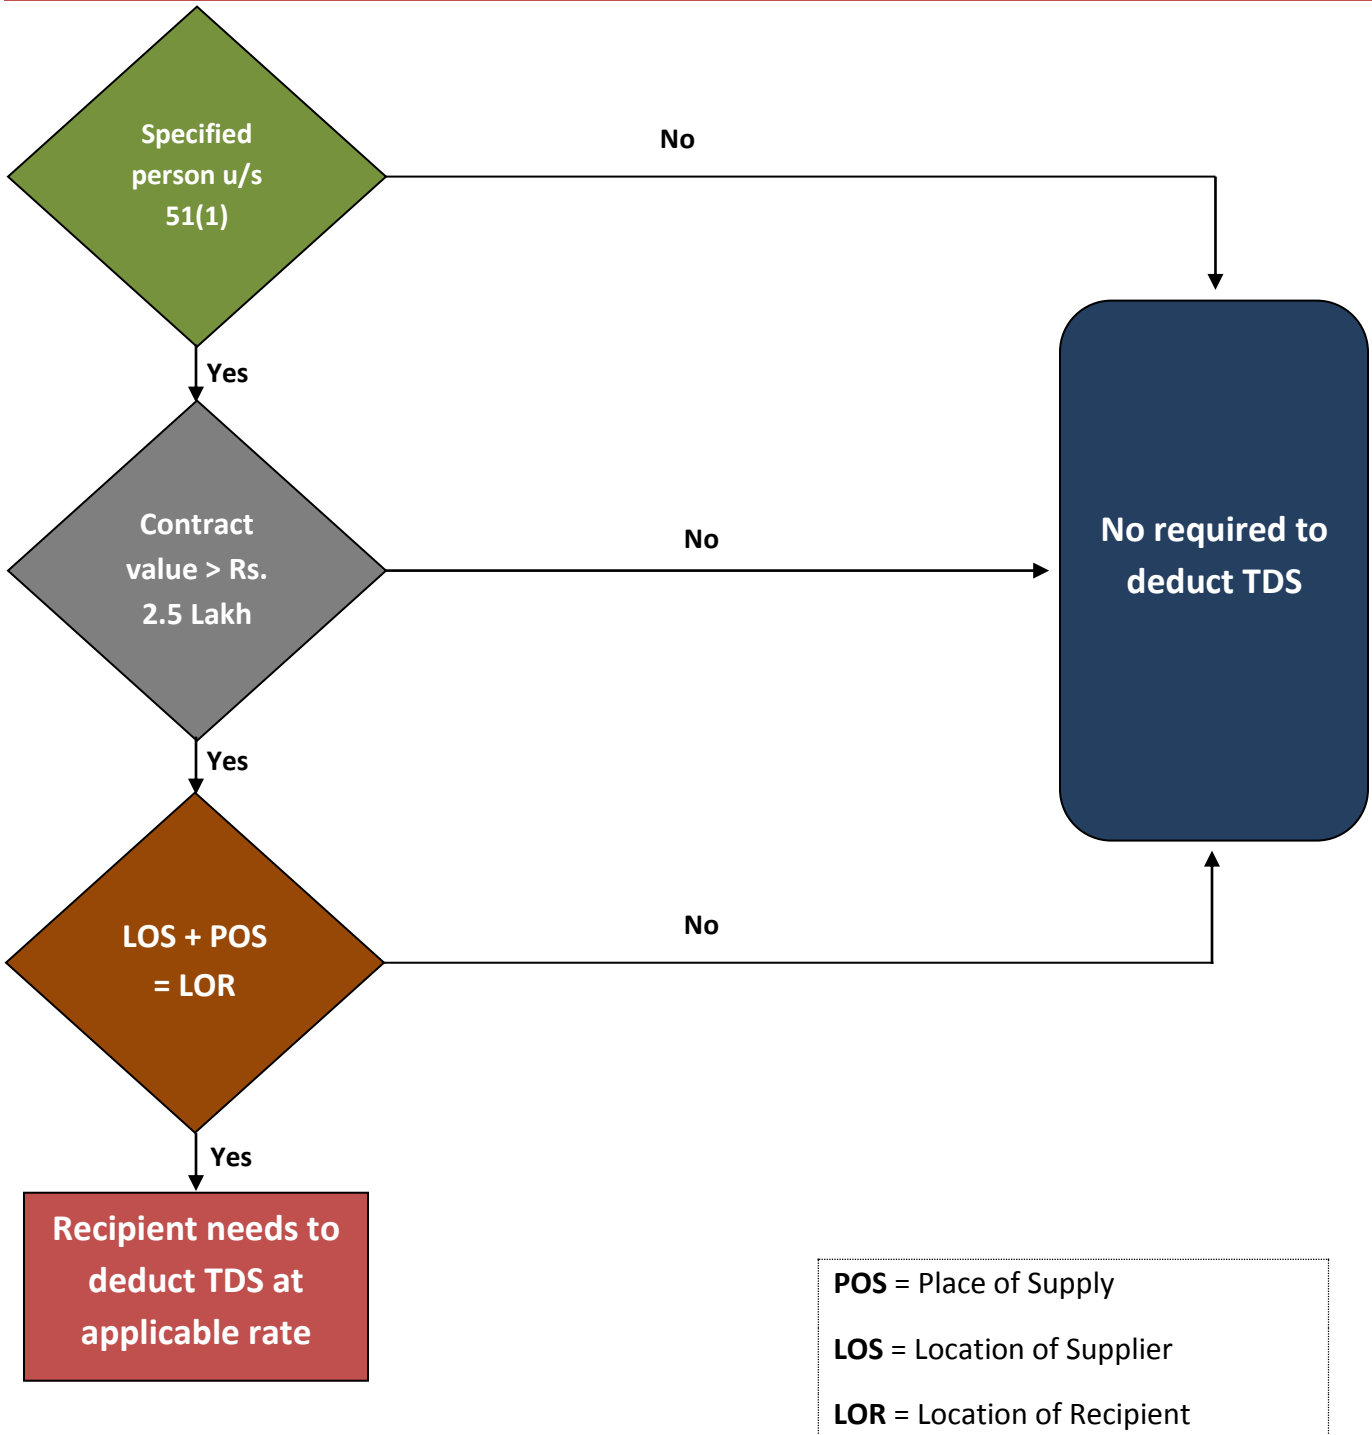 Specified
person u/s
51(1)
No
Yes
Contract
value > Rs.
2.5 Lakh
No
No required to
deduct TDS
Yes
LOS + POS
= LOR
No
Yes
Recipient needs to
deduct TDS at
applicable rate
POS = Place of Supply
LOS = Location of Supplier
LOR = Location of Recipient